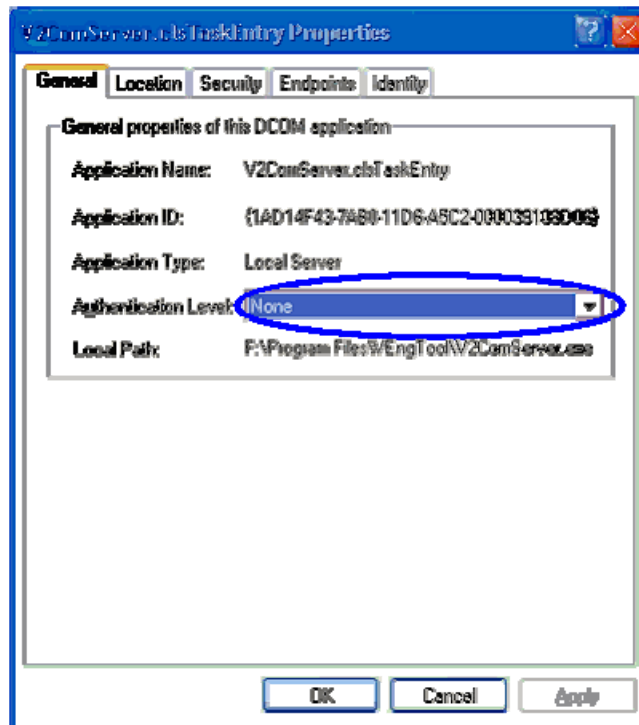 V2ComServer.clsTaskEntry Properties
General Location Security Endpoints Identity
General properties of this DCOM application
Application Name: V2ComServer.clsTaskEntry
Application ID:
Application Type: Local Server
Authentication Level: None
Local Path: F:\Program Files\VEngTool\V2ComServer.exe
OK Cancel Apply